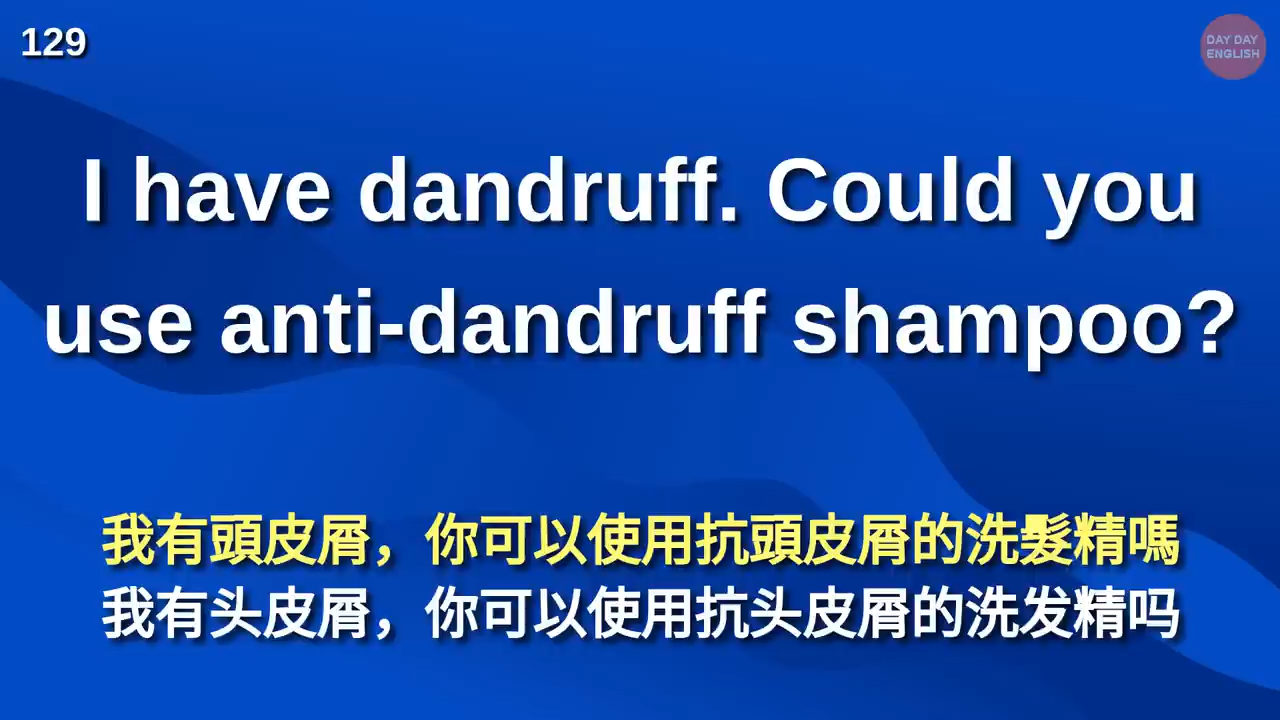 129
DAY DAY
ENGLISH
I have dandruff. Could you
use anti-dandruff shampoo?
我有頭皮屑，你可以使用抗頭皮屑的洗髮精嗎
我有头皮屑，你可以使用抗头皮屑的洗发精吗